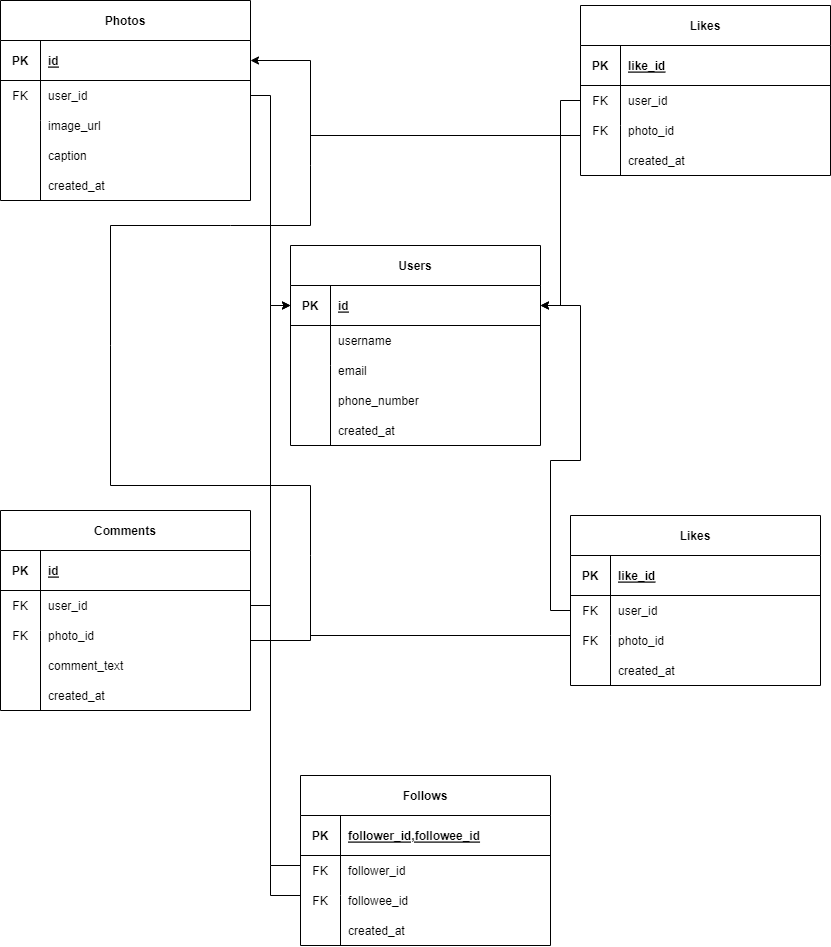 Photos
PK id
FK user_id
image_url
caption
created_at
Likes
PK like_id
FK user_id
FK photo_id
created_at
Users
PK id
username
email
phone_number
created_at
Comments
PK id
FK user_id
FK photo_id
comment_text
created_at
Likes
PK like_id
FK user_id
FK photo_id
created_at
Follows
PK follower_id,followee_id
FK follower_id
FK followee_id
created_at